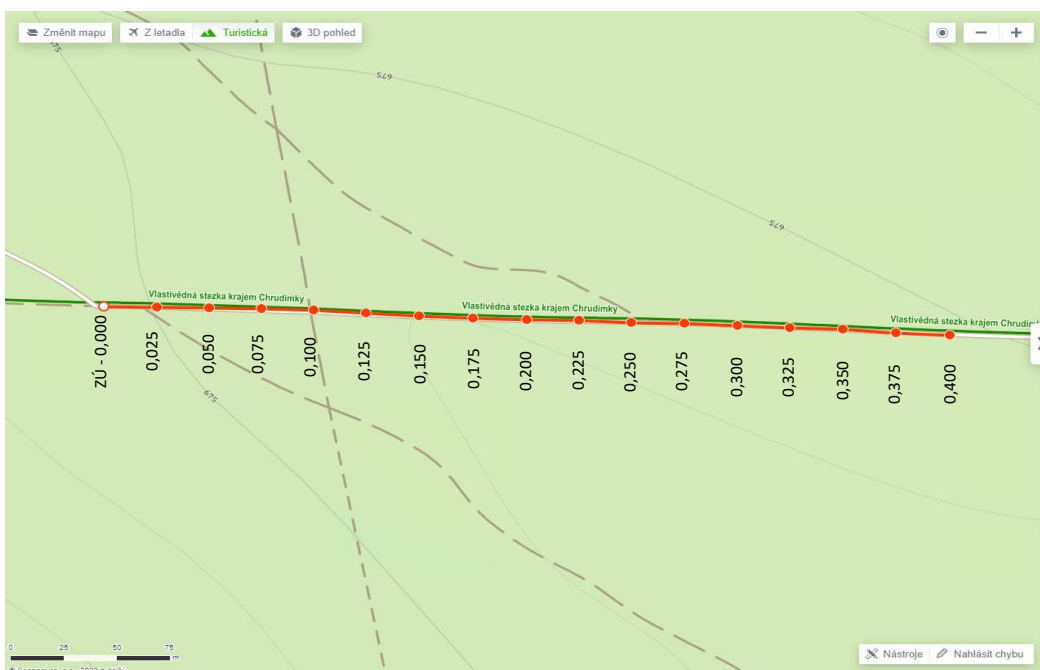 Změnit mapu
Z letadla
Turistická
3D pohled
675
675
Vlastivědná stezka krajem Chrudimky
Vlastivědná stezka krajem Chrudimky
Vlastivědná stezka krajem Chrudim
ZÚ - 0,000
0,025
0,050
0,075
0,100
0,125
0,150
0,175
0,200
0,225
0,250
0,275
0,300
0,325
0,350
0,375
0,400
675
0 25 50 75
m
Nástroje
Nahlásit chybu